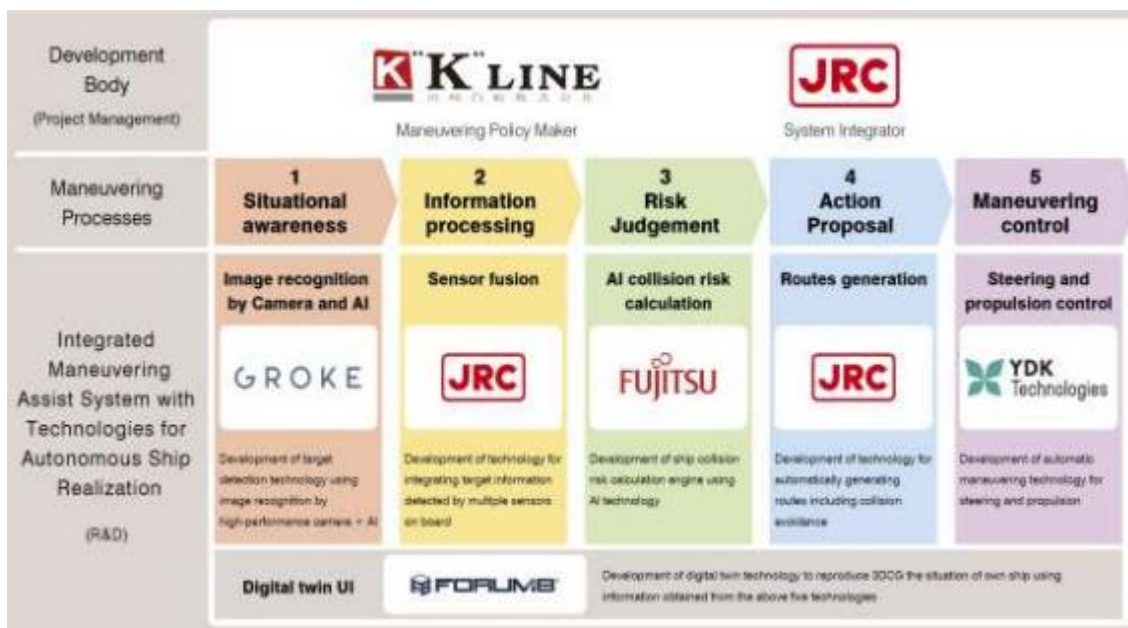 Development
Body
(Project Management)
K "K" LINE
Maneuvering Policy Maker
JRC
System Integrator
Maneuvering
Processes
1
Situational
awareness
2
Information
processing
3
Risk
Judgement
4
Action
Proposal
5
Maneuvering
control
Integrated
Maneuvering
Assist System with
Technologies for
Autonomous Ship
Realization
(R&D)
Image recognition
by Camera and AI
GROKE
Development of target
detection technology using
image recognition by
high-performance camera + AI
Sensor fusion
JRC
Development of technology for
integrating target information
detected by multiple sensors
on board
AI collision risk
calculation
FUJITSU
Development of ship collision
risk calculation engine using
AI technology
Routes generation
JRC
Development of technology for
automatically generating
routes including collision
avoidance
Steering and
propulsion control
YDK
Technologies
Development of automatic
maneuvering technology for
steering and propulsion
Digital twin UI
FORUM8
Development of digital twin technology to reproduce 3DCG the situation of own ship using
information obtained from the above five technologies